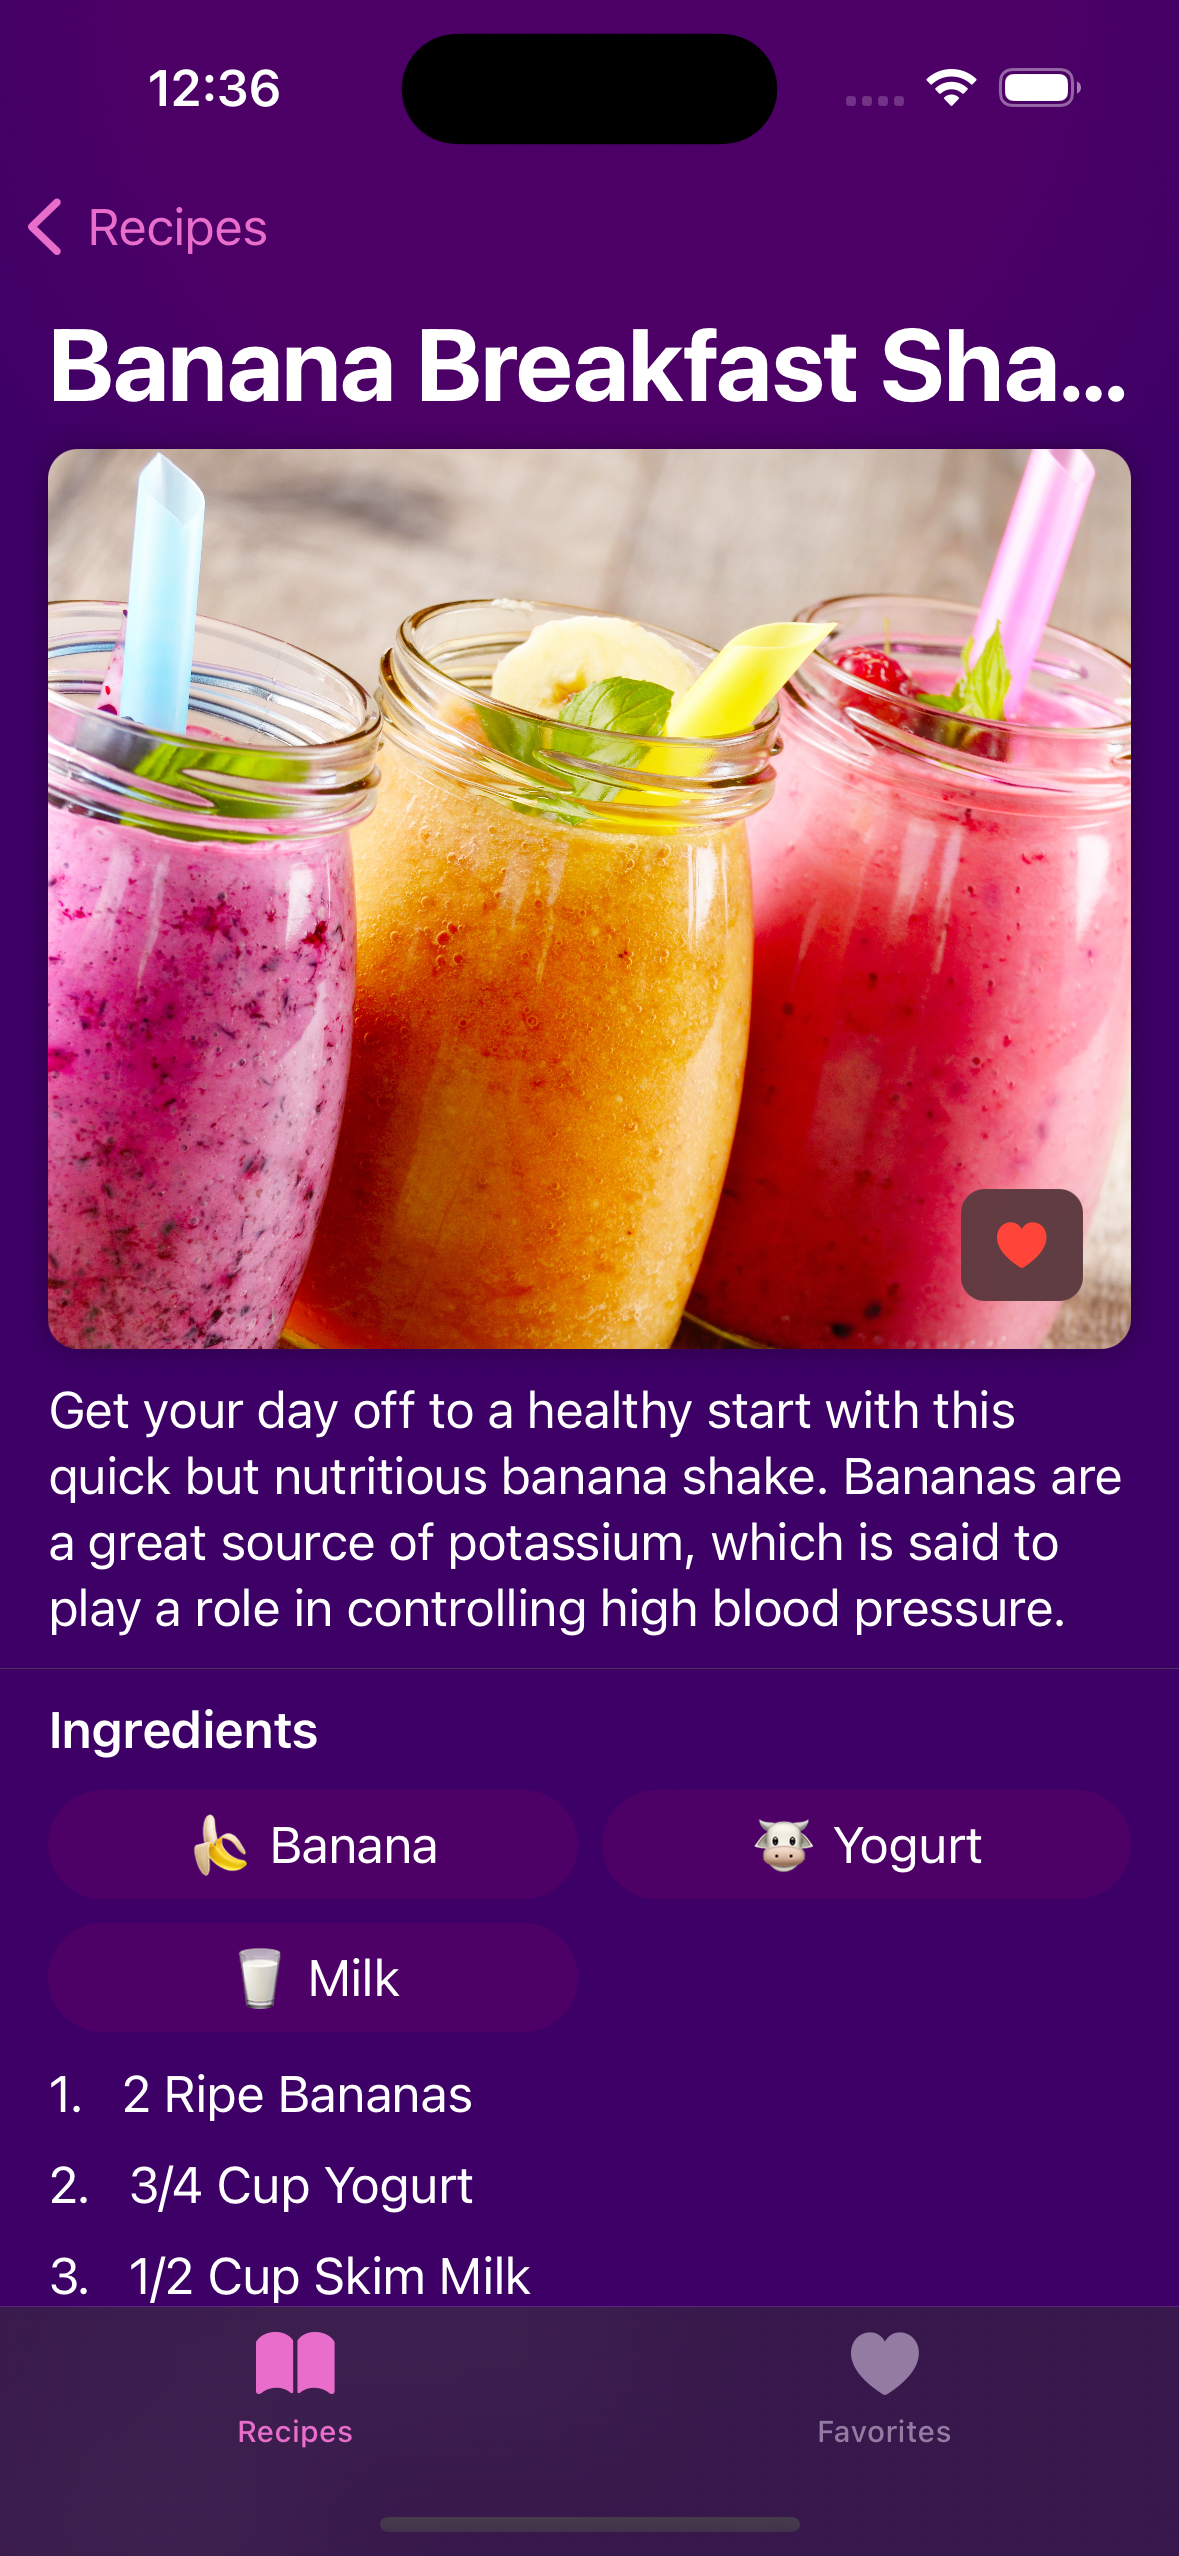 12:36
Recipes
Banana Breakfast Sha...
Get your day off to a healthy start with this
quick but nutritious banana shake. Bananas are
a great source of potassium, which is said to
play a role in controlling high blood pressure.
Ingredients
🍌 Banana
🐮 Yogurt
🥛 Milk
1. 2 Ripe Bananas
2. 3/4 Cup Yogurt
3. 1/2 Cup Skim Milk
Recipes
Favorites